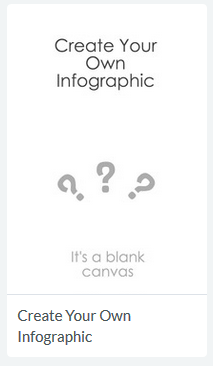 Create Your
Own
Infographic
? ? ?
It's a blank
canvas
Create Your Own
Infographic